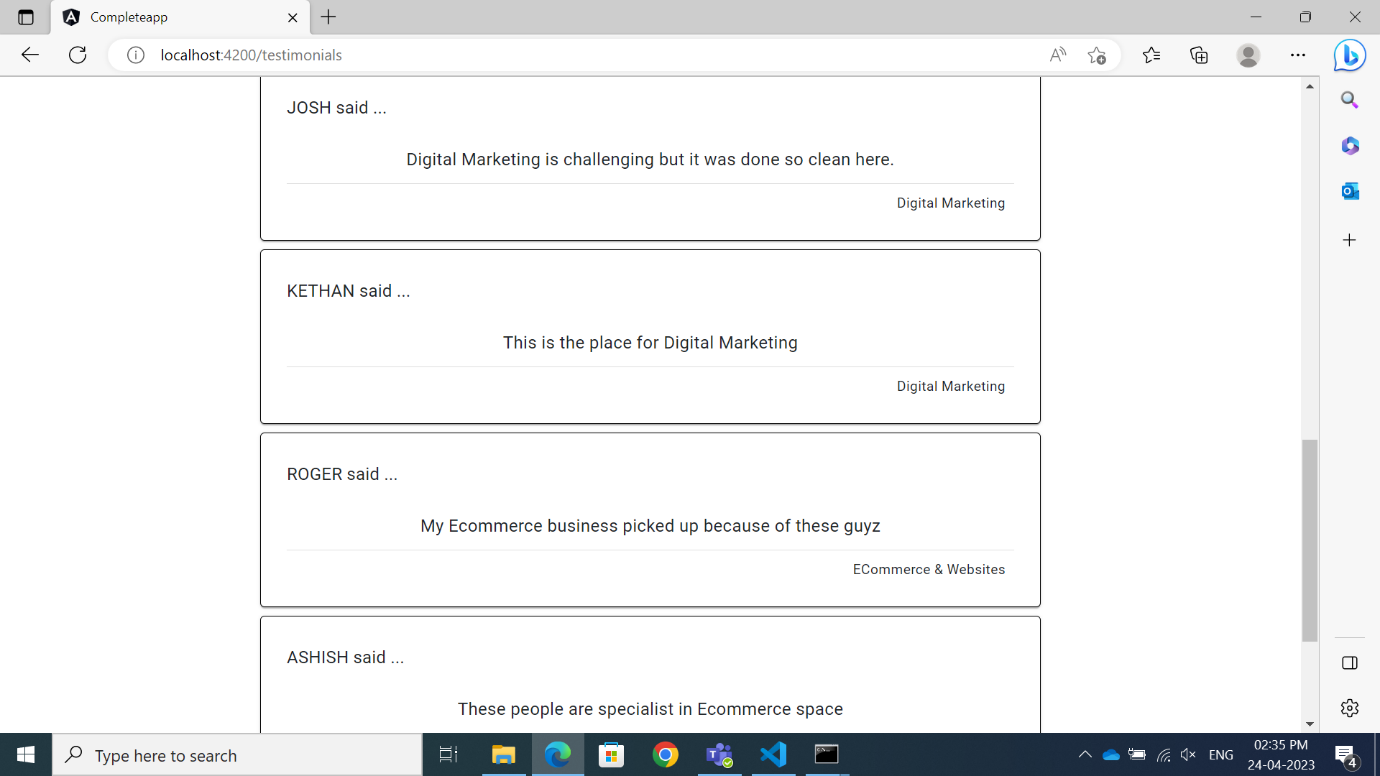 Completeapp
localhost:4200/testimonials
JOSH said ...
Digital Marketing is challenging but it was done so clean here.
Digital Marketing
KETHAN said ...
This is the place for Digital Marketing
Digital Marketing
ROGER said ...
My Ecommerce business picked up because of these guyz
ECommerce & Websites
ASHISH said ...
These people are specialist in Ecommerce space
Type here to search
ENG
02:35 PM
24-04-2023
4